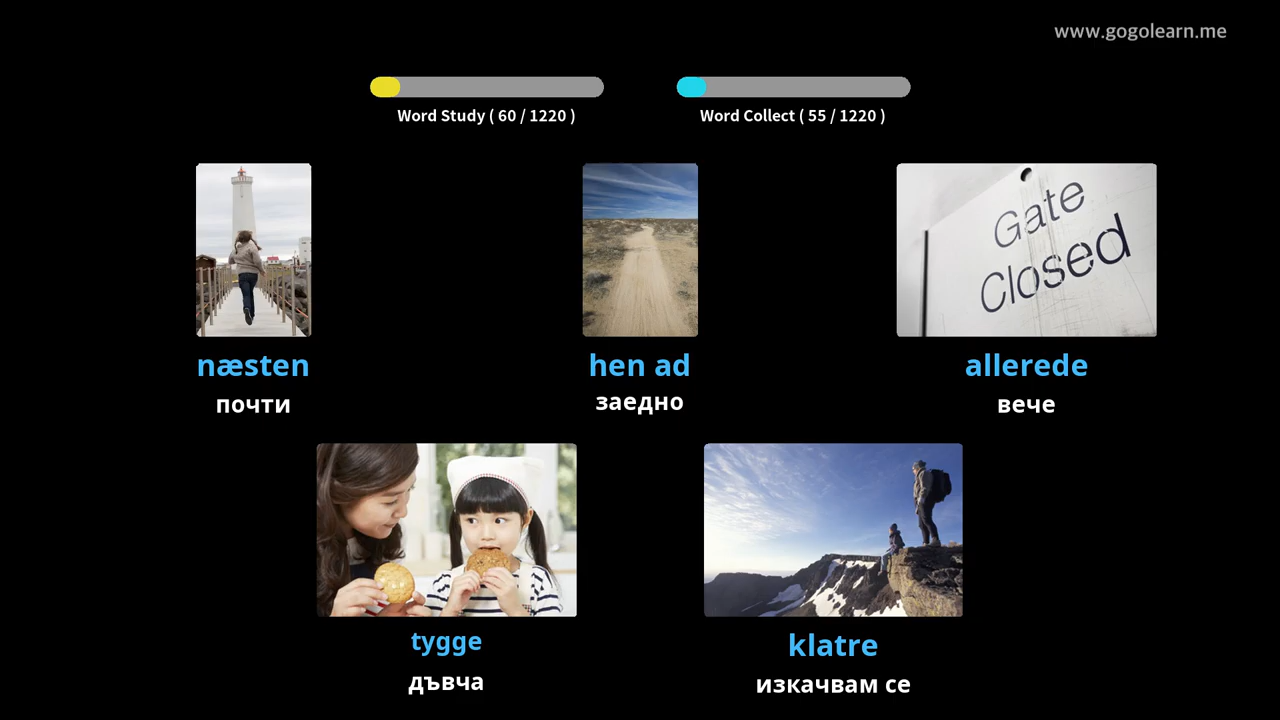 www.gogolearn.me
Word Study ( 60 / 1220 )
Word Collect ( 55 / 1220 )
Gate
Closed
næsten
hen ad
allerede
почти
заедно
вече
tygge
klatre
дъвча
изкачвам се